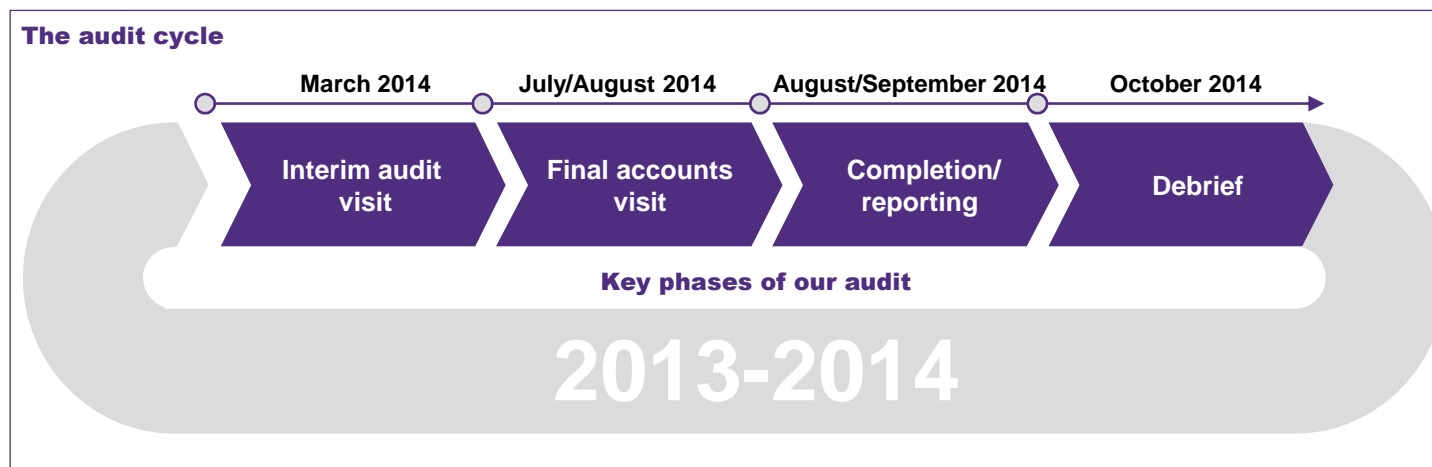 The audit cycle
March 2014
July/August 2014
August/September 2014
October 2014
Interim audit
visit
Final accounts
visit
Completion/
reporting
Debrief
Key phases of our audit
2013-2014